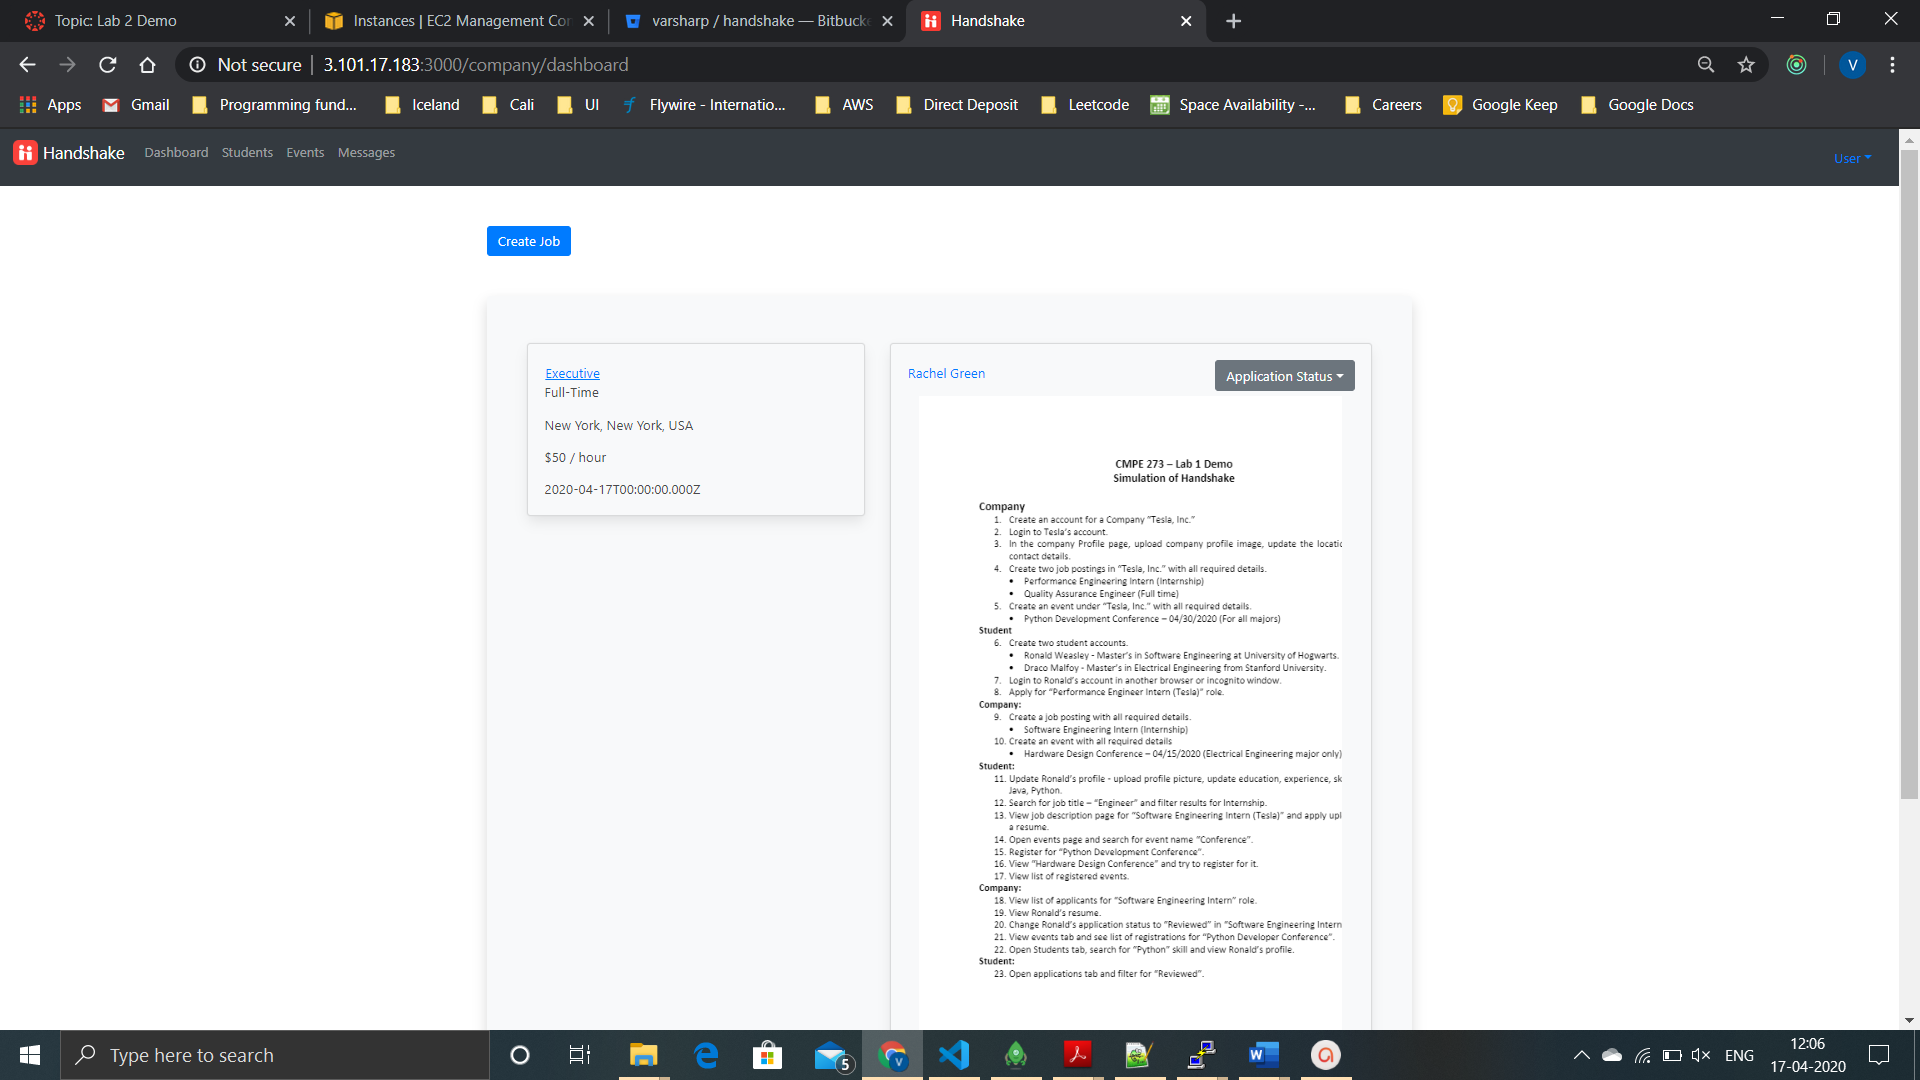 Topic: Lab 2 Demo
Instances | EC2 Management Con
varsharp / handshake — Bitbucke
Handshake
Not secure | 3.101.17.183:3000/company/dashboard
V
Apps
Gmail
Programming fund...
Iceland
Cali
UI
Flywire - Internatio...
AWS
Direct Deposit
Leetcode
Space Availability -...
Careers
Google Keep
Google Docs
Handshake
Dashboard
Students
Events
Messages
User
Create Job
Executive
Full-Time
New York, New York, USA
$50 / hour
2020-04-17T00:00:00.000Z
Rachel Green
Application Status
CMPE 273 – Lab 1 Demo
Simulation of Handshake
Company
1. Create an account for a Company "Tesla, Inc."
2. Login to Tesla's account.
3. In the company Profile page, upload company profile image, update the locatic
contact details.
4. Create two job postings in "Tesla, Inc." with all required details.
• Performance Engineering Intern (Internship)
• Quality Assurance Engineer (Full time)
5. Create an event under "Tesla, Inc." with all required details.
• Python Development Conference – 04/30/2020 (For all majors)
Student
6. Create two student accounts.
• Ronald Weasley - Master's in Software Engineering at University of Hogwarts.
• Draco Malfoy - Master's in Electrical Engineering from Stanford University.
7. Login to Ronald's account in another browser or incognito window.
8. Apply for "Performance Engineer Intern (Tesla)" role.
Company:
9. Create a job posting with all required details.
• Software Engineering Intern (Internship)
10. Create an event with all required details
• Hardware Design Conference – 04/15/2020 (Electrical Engineering major only)
Student:
11. Update Ronald's profile - upload profile picture, update education, experience, sk
Java, Python.
12. Search for job title – "Engineer" and filter results for Internship.
13. View job description page for "Software Engineering Intern (Tesla)" and apply upl
a resume.
14. Open events page and search for event name "Conference".
15. Register for "Python Development Conference".
16. View "Hardware Design Conference" and try to register for it.
17. View list of registered events.
Company:
18. View list of applicants for "Software Engineering Intern" role.
19. View Ronald's resume.
20. Change Ronald's application status to "Reviewed" in "Software Engineering Intern
21. View events tab and see list of registrations for "Python Developer Conference".
22. Open Students tab, search for "Python" skill and view Ronald's profile.
Student:
23. Open applications tab and filter for "Reviewed".
Type here to search
5
V
ENG
12:06
17-04-2020